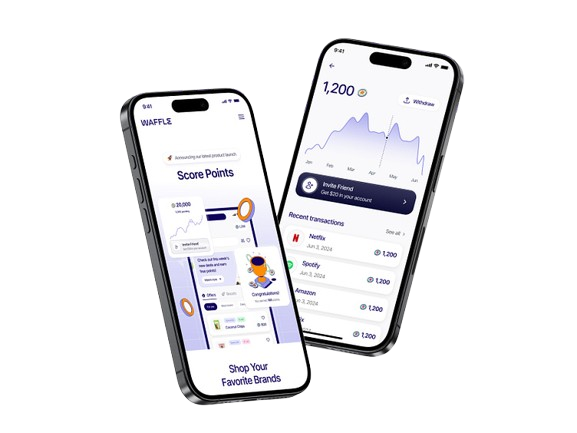 9:41
WAFFLE
Announcing our latest product launch
Score Points
20,000
Invite Friend
Check out this week's
new deals and earn
free points!
Congratulations!
Offers
Brands
Coconut Chips
Shop Your
Favorite Brands
9:41
1,200
Withdraw
Jan Feb Mar Apr May Jun
Invite Friend
Get $20 in your account
Recent transactions
See all
Netflix
Jun 3, 2024
1,200
Spotify
Jun 3, 2024
1,200
Amazon
Jun 3, 2024
1,200
1,200